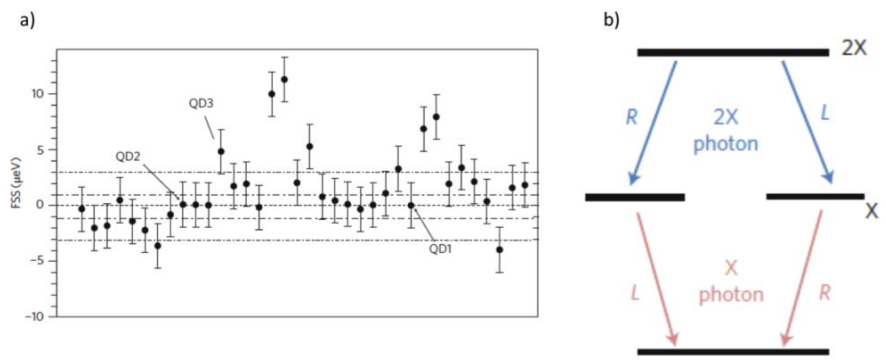 a)
FSS (μeV)
10
5
0
−5
−10
QD3
QD2
QD1
b)
2X
R
2X
photon
L
X
L
X
photon
R